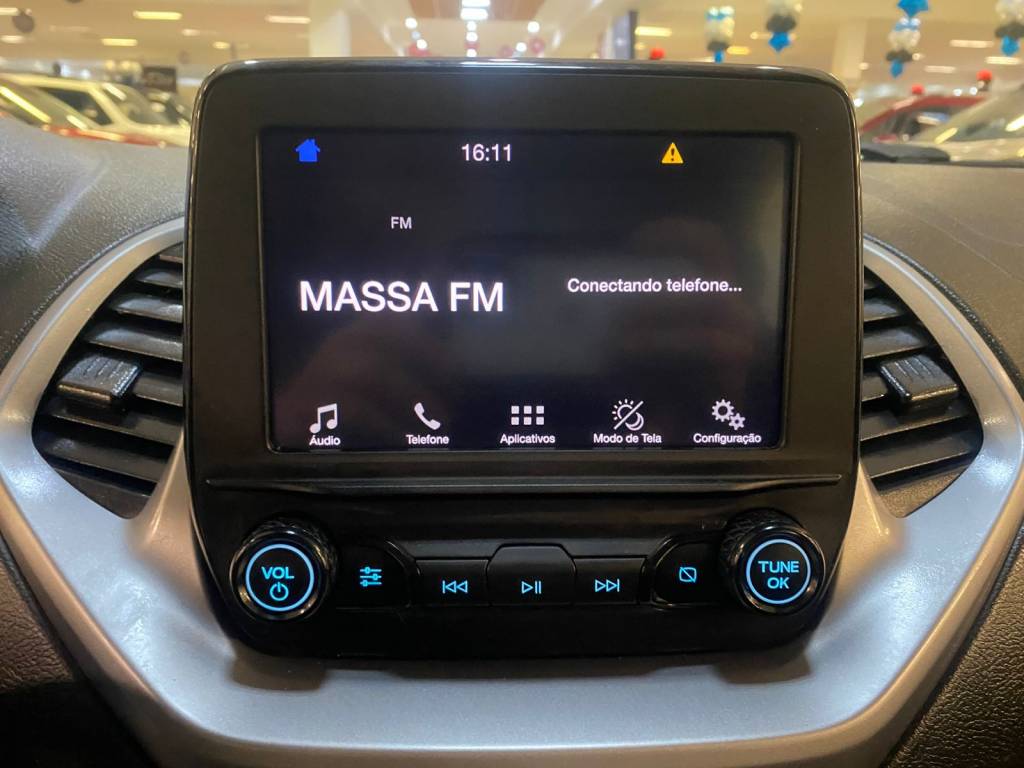 16:11
FM
MASSA FM
Conectando telefone...
Áudio
Telefone
Aplicativos
Modo de Tela
Configuração
VOL
TUNE
OK